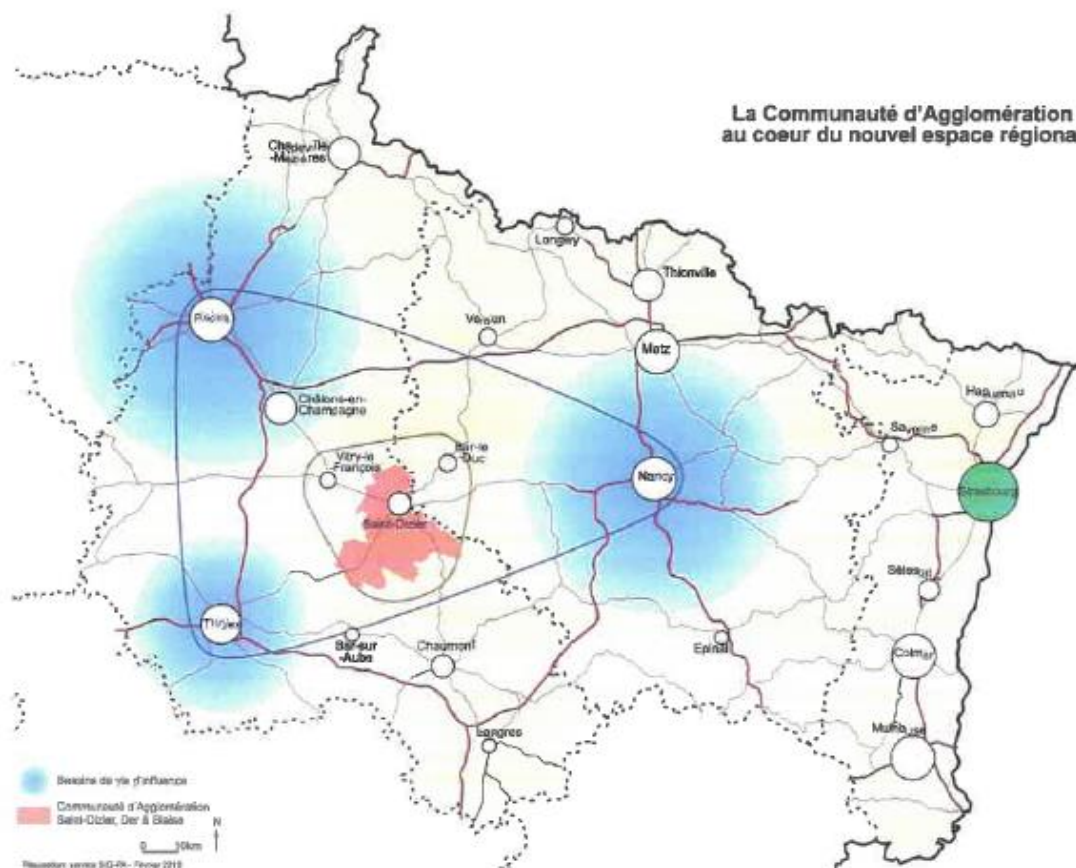 La Communauté d'Agglomération
au coeur du nouvel espace régional
Charleville
-Mézières
Longwy
Thionville
Reims
Verdun
Metz
Châlons-en-
Champagne
Haguenau
Saverne
Vitry-le
-François
Bar-le
-Duc
Nancy
Strasbourg
Saint-Dizier
Sélestat
Troyes
Bar-sur
-Aube
Chaumont
Epinal
Colmar
Mulhouse
Langres
Bassins de vie d'influence
Communauté d'Agglomération
Saint-Dizier, Der & Blaise
N
0 10km